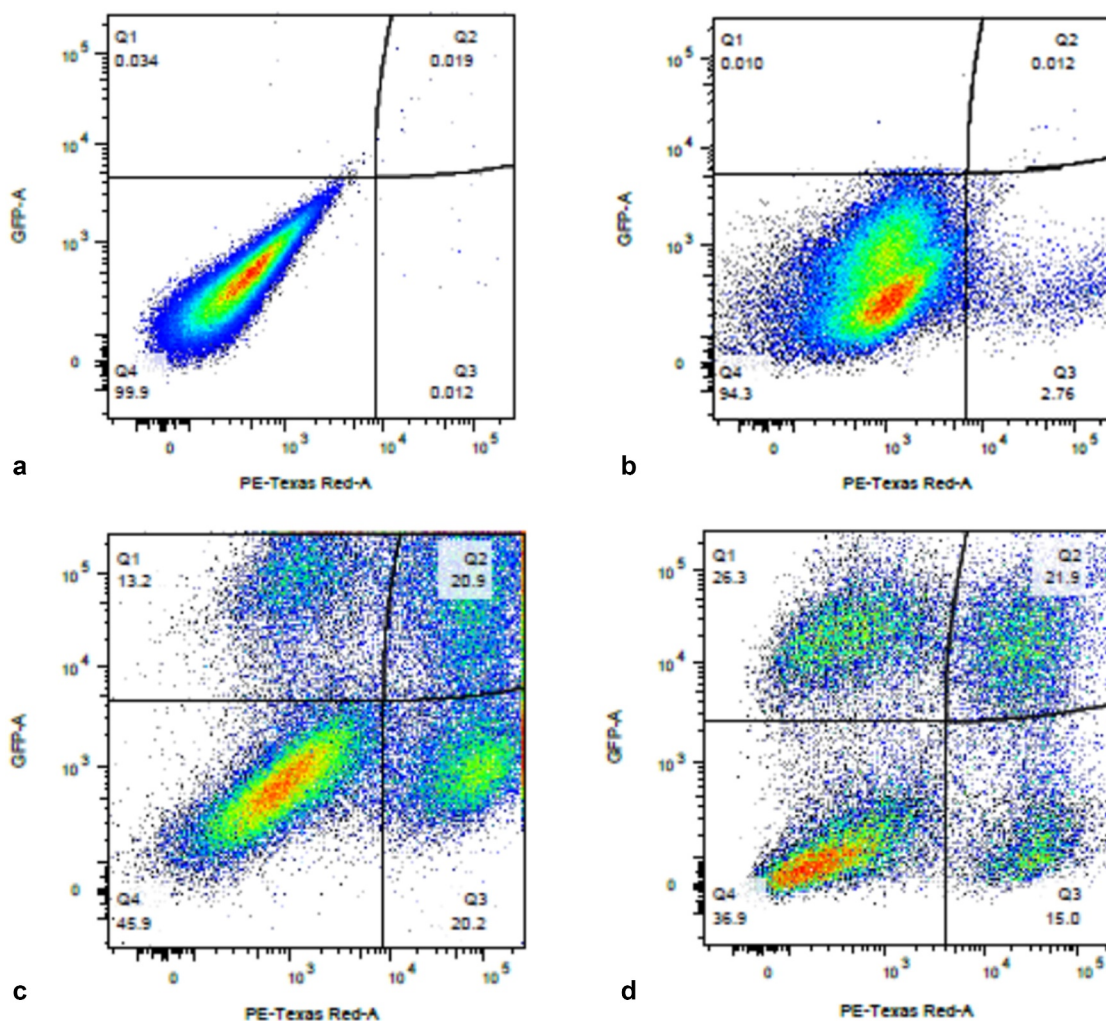 Q1 Q2
0.034 0.019
10^5
10^4
10^3
0
GFP-A
Q4 Q3
99.9 0.012
0 10^3 10^4 10^5
PE-Texas Red-A
a
Q1 Q2
0.010 0.012
10^5
10^4
10^3
0
GFP-A
Q4 Q3
94.3 2.76
0 10^3 10^4 10^5
PE-Texas Red-A
b
Q1 Q2
13.2 20.9
10^5
10^4
10^3
0
GFP-A
Q4 Q3
45.9 20.2
0 10^3 10^4 10^5
PE-Texas Red-A
c
Q1 Q2
26.3 21.9
10^5
10^4
10^3
0
GFP-A
Q4 Q3
36.9 15.0
0 10^3 10^4 10^5
PE-Texas Red-A
d